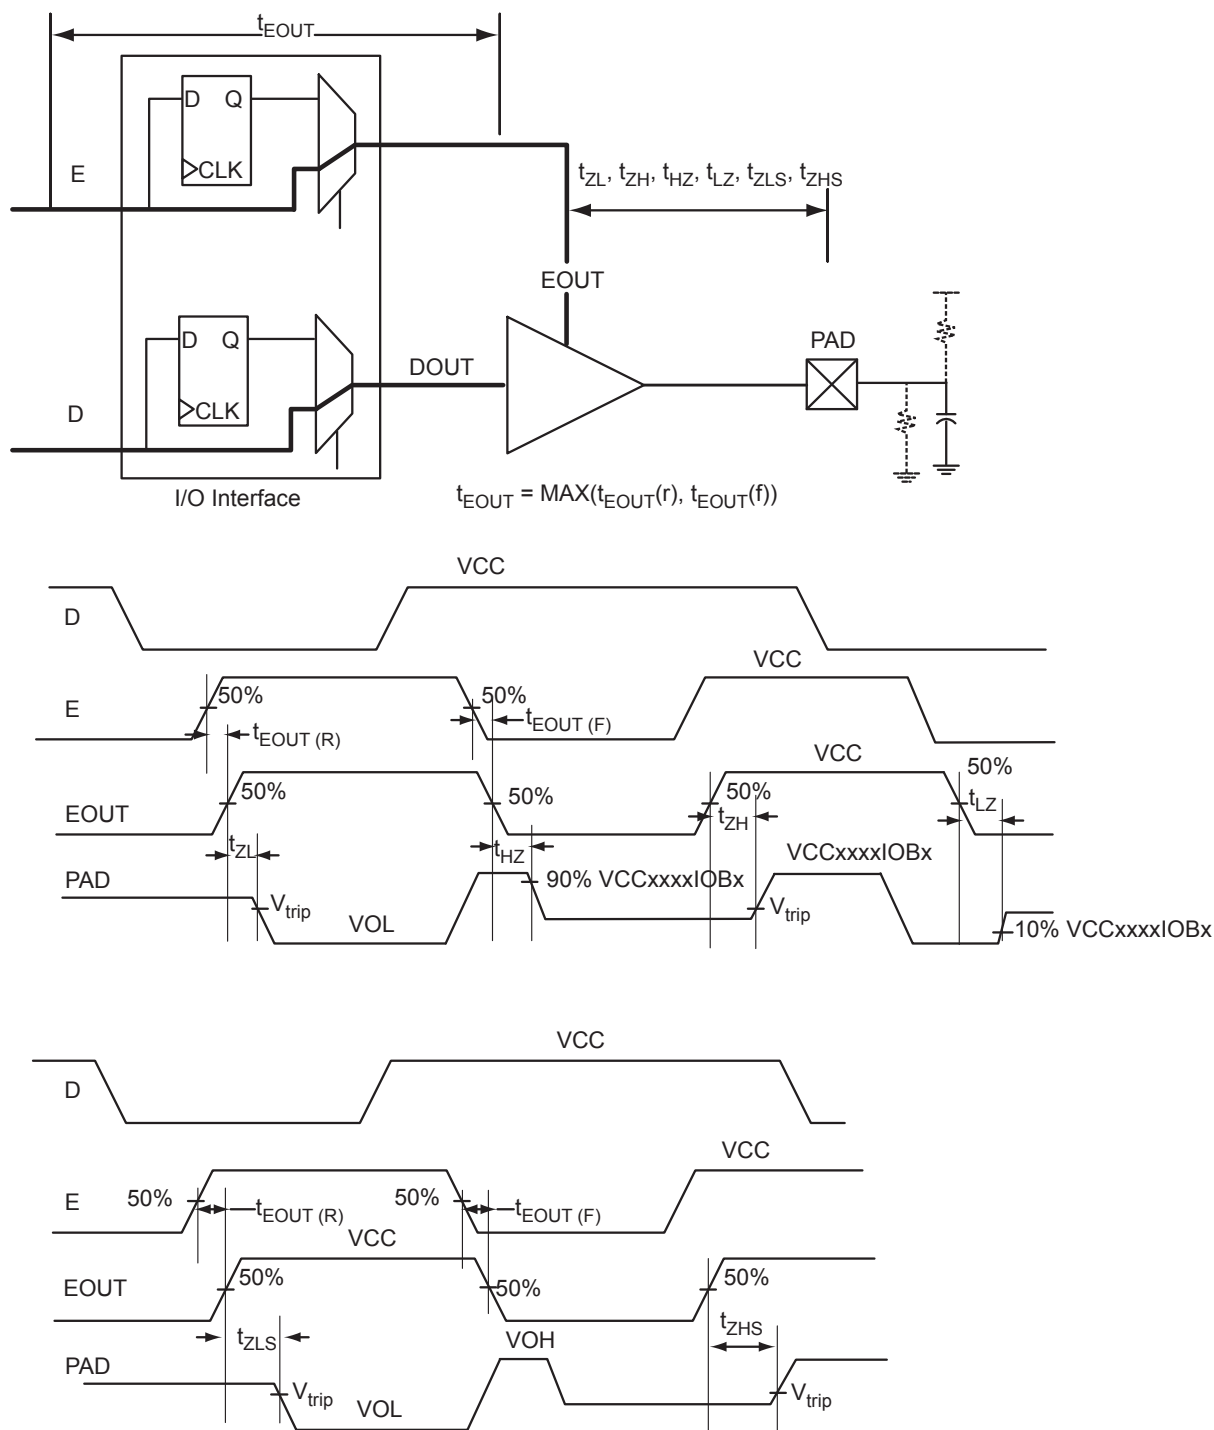 tEOUT
D Q
CLK
E
tZL, tZH, tHZ, tLZ, tZLS, tZHS
EOUT
D Q
CLK
D
DOUT
PAD
I/O Interface
tEOUT = MAX(tEOUT(r), tEOUT(f))
VCC
D
VCC
E
50%
50%
tEOUT (R)
tEOUT (F)
VCC
50%
EOUT
50%
50%
50%
tZL
tHZ
tZH
tLZ
VCCxxxxIOBx
PAD
90% VCCxxxxIOBx
Vtrip
VOL
Vtrip
10% VCCxxxxIOBx
VCC
D
VCC
E
50%
50%
tEOUT (R)
tEOUT (F)
VCC
EOUT
50%
50%
50%
tZLS
tZHS
VOH
PAD
Vtrip
VOL
Vtrip